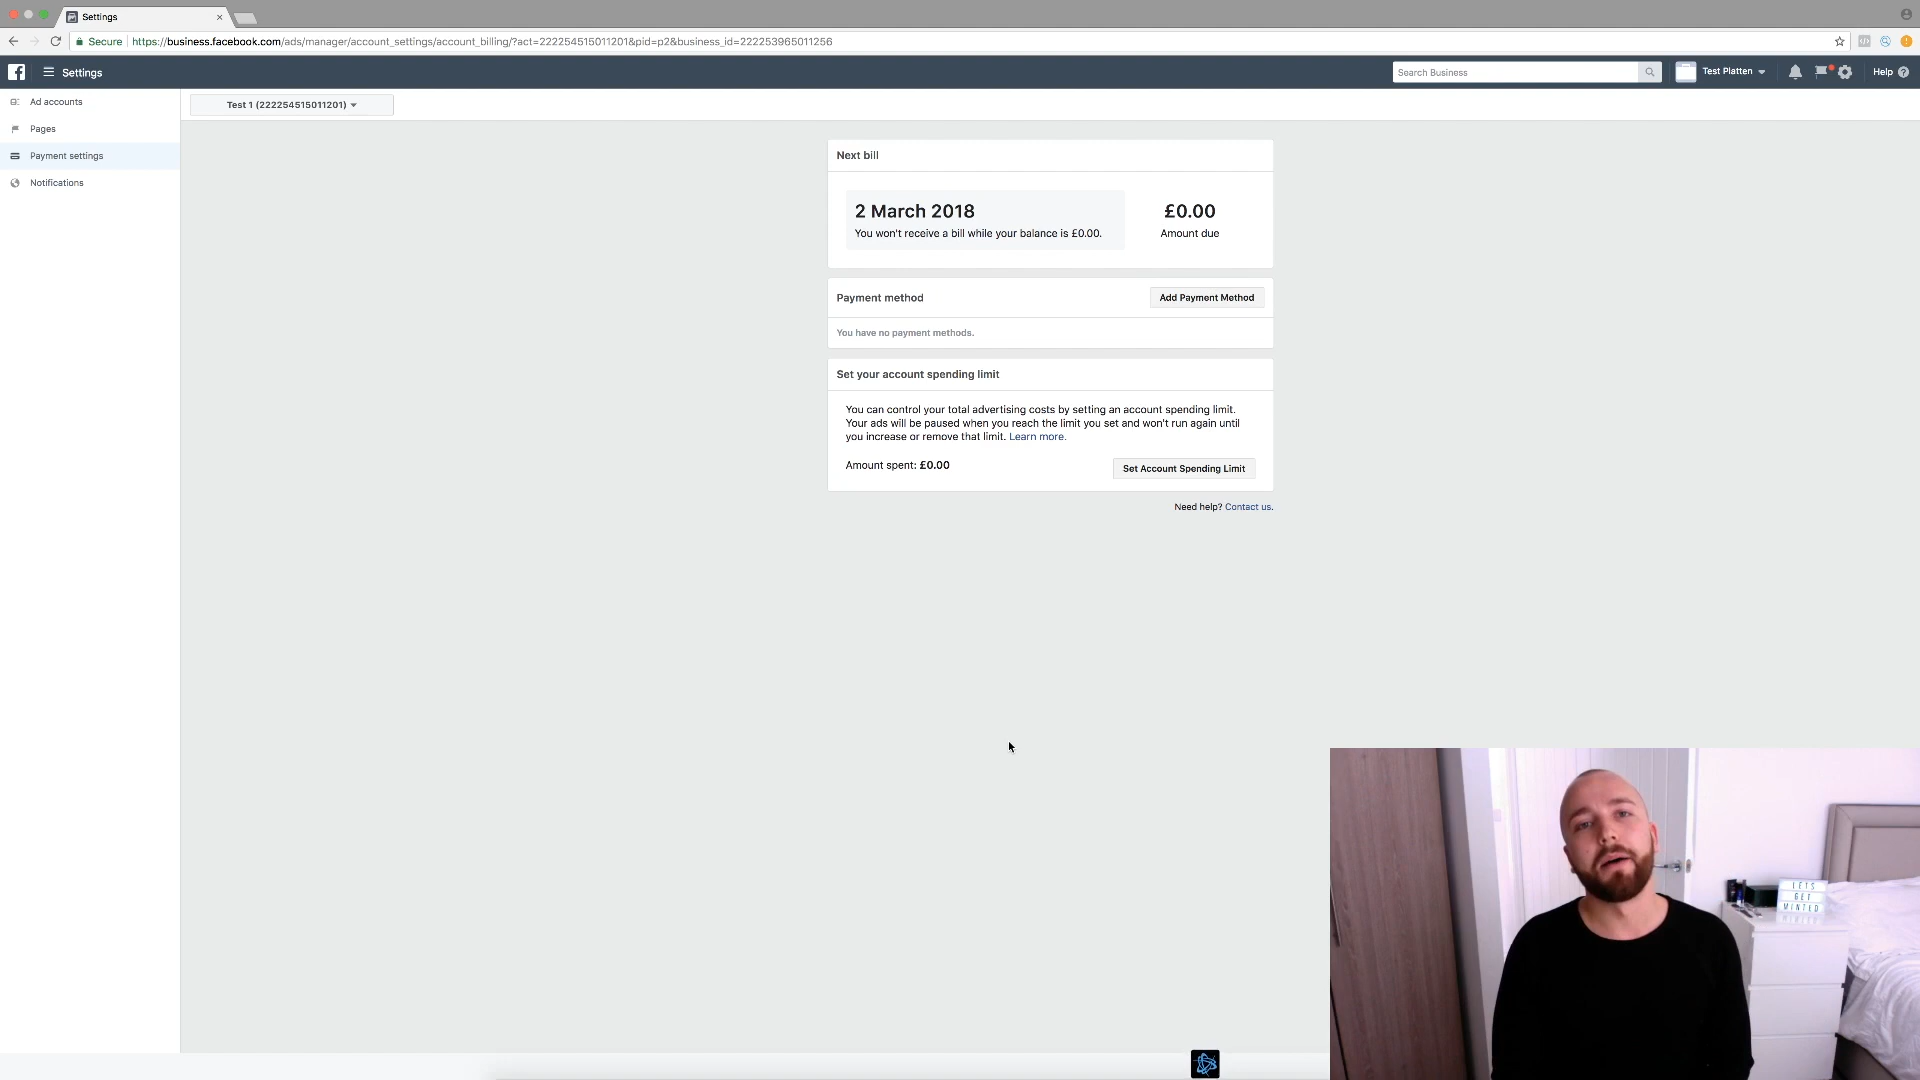 Settings
Secure https://business.facebook.com/ads/manager/account_settings/account_billing/?act=222254515011201&pid=p2&business_id=222253965011256
Settings
Search Business
Test Platten
Help
Ad accounts
Test 1 (222254515011201)
Pages
Payment settings
Notifications
Next bill
2 March 2018
£0.00
You won't receive a bill while your balance is £0.00.
Amount due
Payment method
Add Payment Method
You have no payment methods.
Set your account spending limit
You can control your total advertising costs by setting an account spending limit.
Your ads will be paused when you reach the limit you set and won't run again until
you increase or remove that limit. Learn more.
Amount spent: £0.00
Set Account Spending Limit
Need help? Contact us.
LETS
GET
MINTED